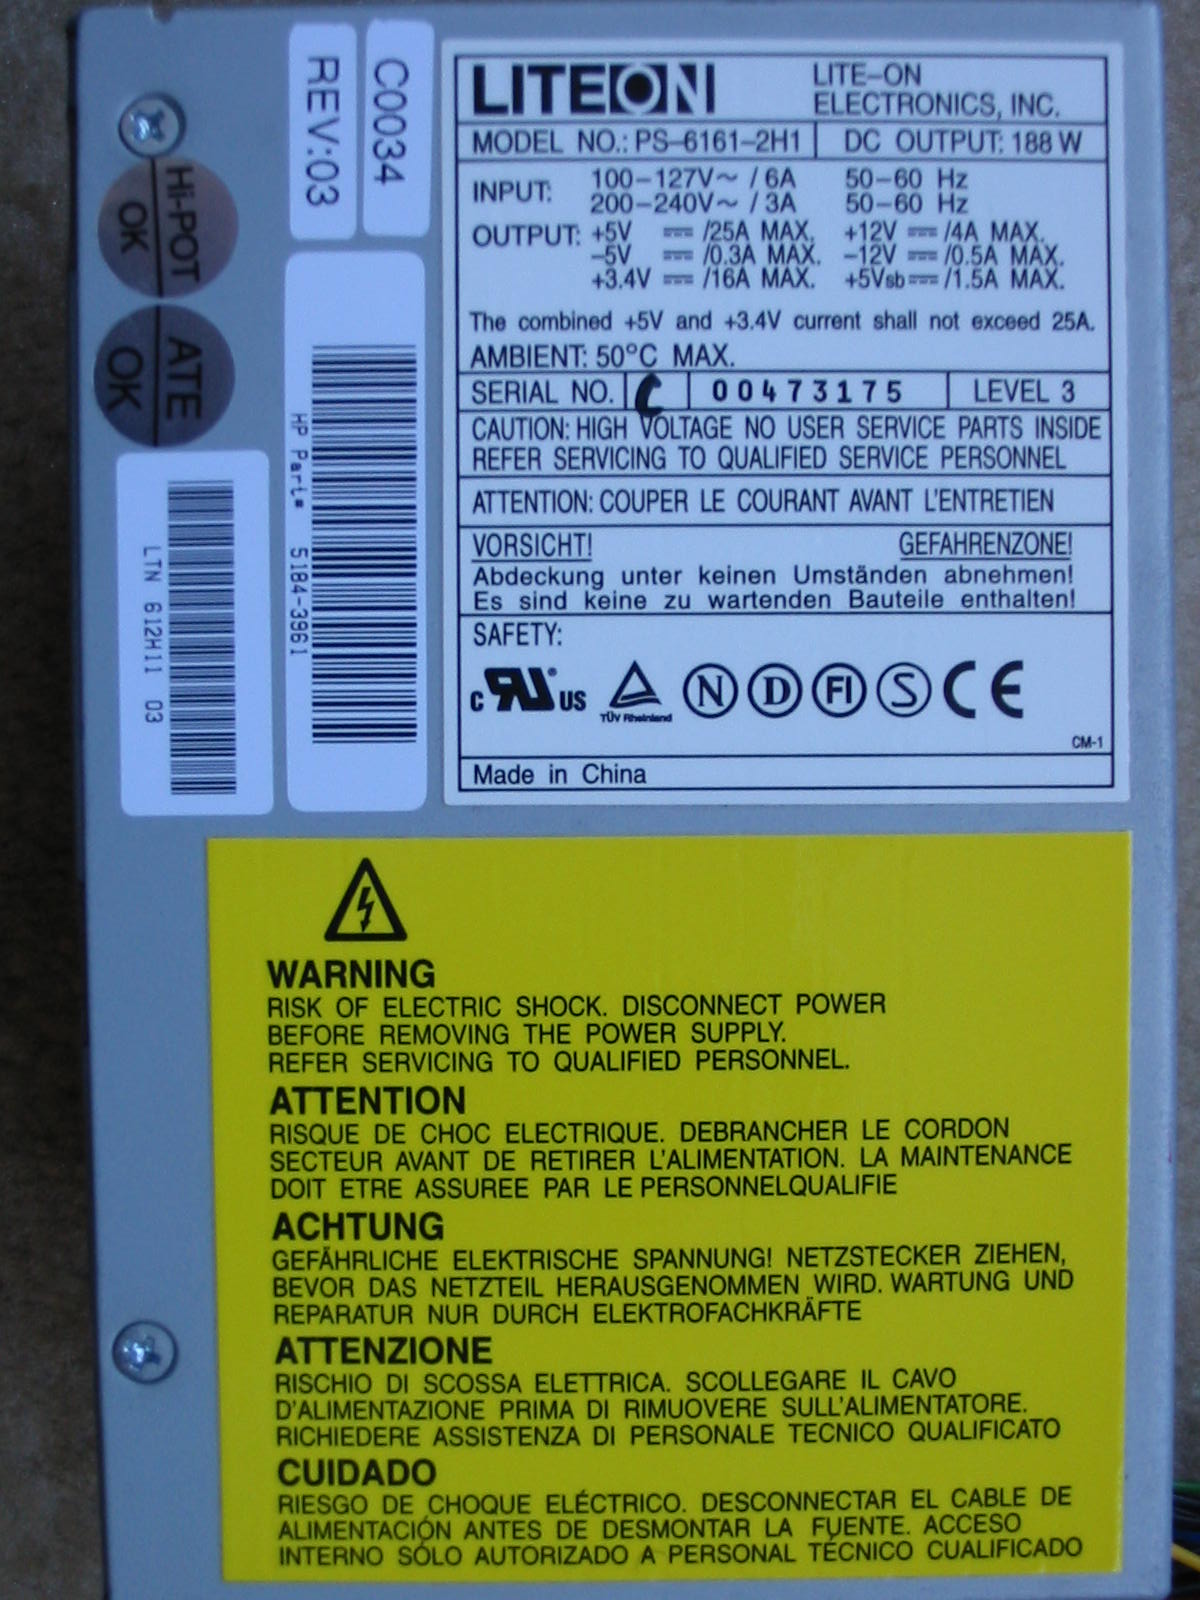 C0034
REV:03
Hi-POT
OK
ATE
OK
HP Part# 5184-3961
LTN 612H11 03
LITEON
LITE-ON
ELECTRONICS, INC.
MODEL NO.: PS-6161-2H1 DC OUTPUT: 188 W
INPUT: 100-127V~ / 6A 50-60 Hz
200-240V~ / 3A 50-60 Hz
OUTPUT: +5V ⎓ /25A MAX. +12V ⎓ /4A MAX.
-5V ⎓ /0.3A MAX. -12V ⎓ /0.5A MAX.
+3.4V ⎓ /16A MAX. +5Vsb ⎓ /1.5A MAX.
The combined +5V and +3.4V current shall not exceed 25A.
AMBIENT: 50°C MAX.
SERIAL NO. C 00473175 LEVEL 3
CAUTION: HIGH VOLTAGE NO USER SERVICE PARTS INSIDE
REFER SERVICING TO QUALIFIED SERVICE PERSONNEL
ATTENTION: COUPER LE COURANT AVANT L'ENTRETIEN
VORSICHT! GEFAHRENZONE!
Abdeckung unter keinen Umständen abnehmen!
Es sind keine zu wartenden Bauteile enthalten!
SAFETY:
c RU ® US TÜV Rheinland N D FI S CE
CM-1
Made in China
WARNING
RISK OF ELECTRIC SHOCK. DISCONNECT POWER
BEFORE REMOVING THE POWER SUPPLY.
REFER SERVICING TO QUALIFIED PERSONNEL.
ATTENTION
RISQUE DE CHOC ELECTRIQUE. DEBRANCHER LE CORDON
SECTEUR AVANT DE RETIRER L'ALIMENTATION. LA MAINTENANCE
DOIT ETRE ASSUREE PAR LE PERSONNELQUALIFIE
ACHTUNG
GEFÄHRLICHE ELEKTRISCHE SPANNUNG! NETZSTECKER ZIEHEN,
BEVOR DAS NETZTEIL HERAUSGENOMMEN WIRD. WARTUNG UND
REPARATUR NUR DURCH ELEKTROFACHKRÄFTE
ATTENZIONE
RISCHIO DI SCOSSA ELETTRICA. SCOLLEGARE IL CAVO
D'ALIMENTAZIONE PRIMA DI RIMUOVERE SULL'ALIMENTATORE.
RICHIEDERE ASSISTENZA DI PERSONALE TECNICO QUALIFICATO
CUIDADO
RIESGO DE CHOQUE ELÉCTRICO. DESCONNECTAR EL CABLE DE
ALIMENTACIÓN ANTES DE DESMONTAR LA FUENTE. ACCESO
INTERNO SÓLO AUTORIZADO A PERSONAL TÉCNICO CUALIFICADO